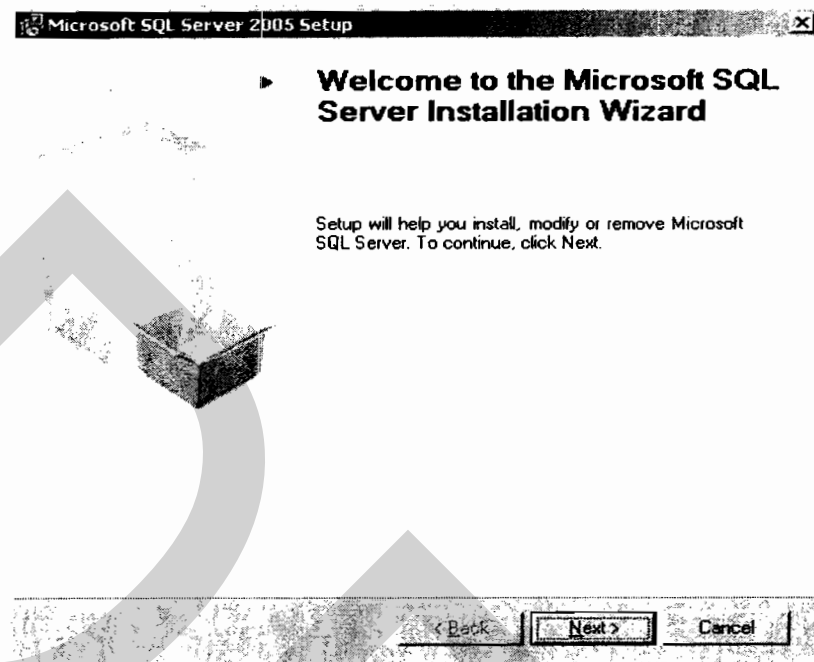 Microsoft SQL Server 2005 Setup
Welcome to the Microsoft SQL
Server Installation Wizard
Setup will help you install, modify or remove Microsoft
SQL Server. To continue, click Next.
< Back
Next >
Cancel